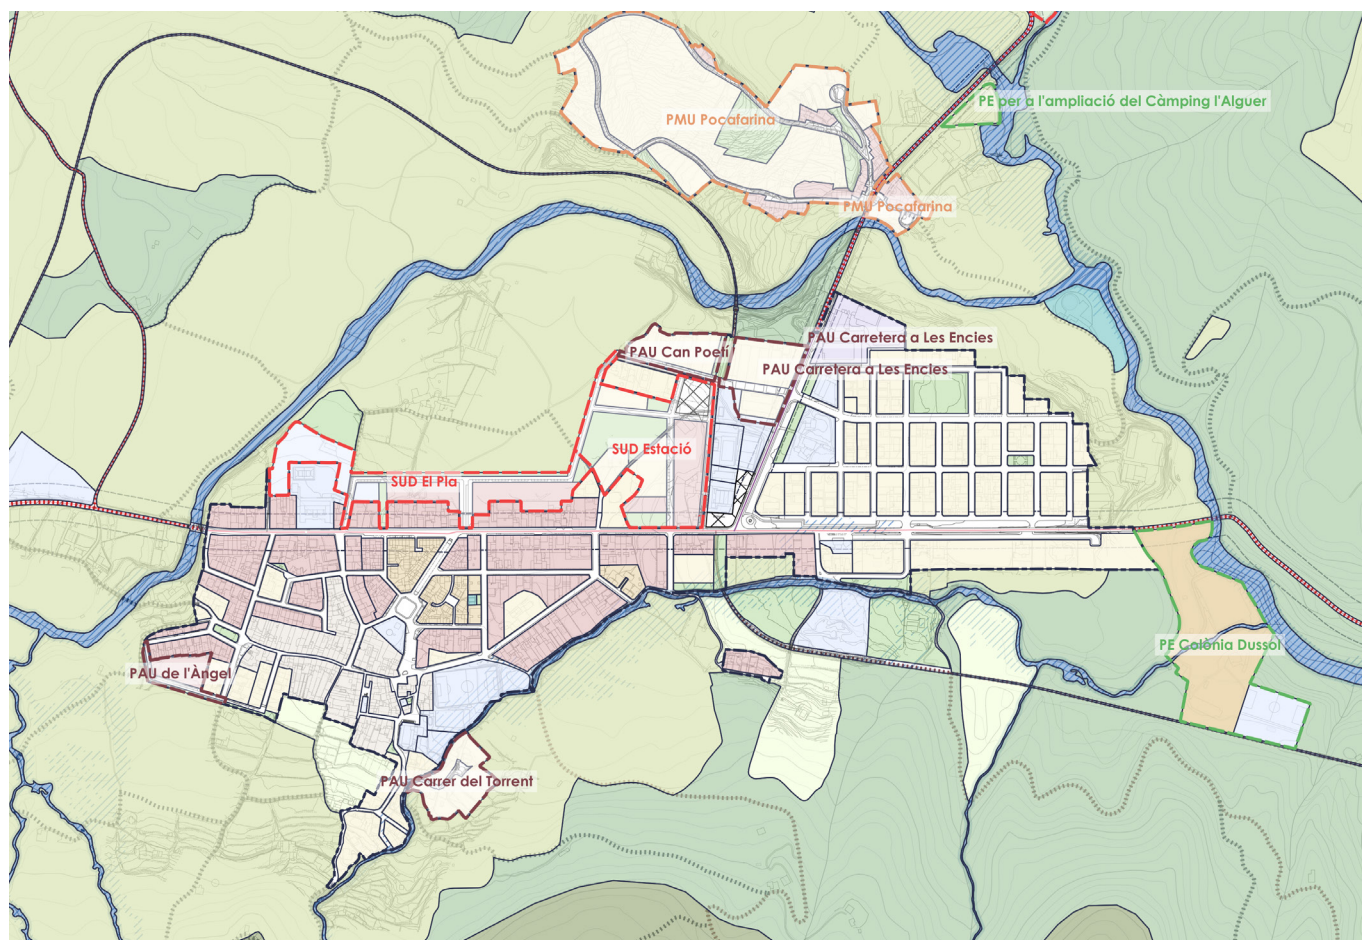 PE per a l'ampliació del Càmping l'Alguer
PMU Pocafarina
PMU Pocafarina
PAU Carretera a Les Encies
PAU Can Poetí
PAU Carretera a Les Encies
SUD Estació
SUD El Pla
PE Colònia Dussol
PAU de l'Àngel
PAU Carrer del Torrent